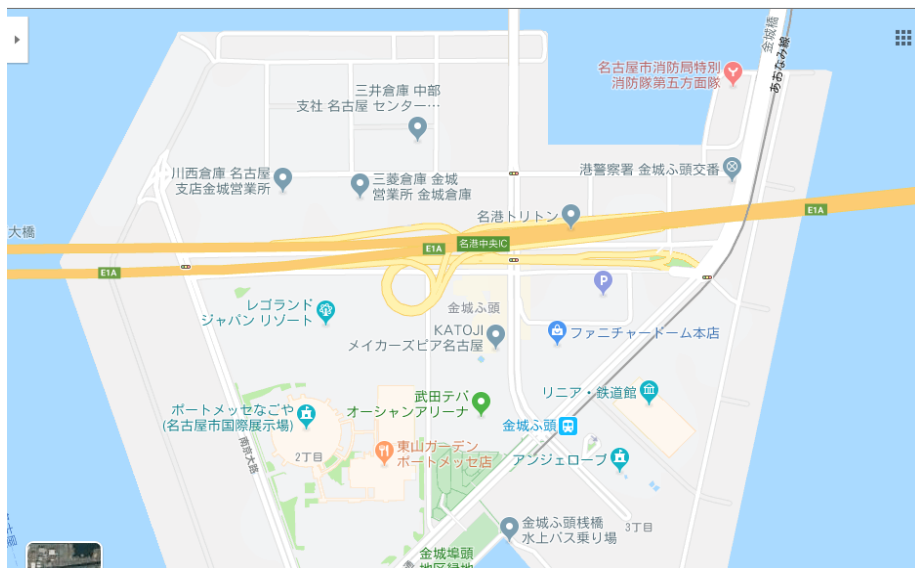 金城橋
あおなみ線
名古屋市消防局特別
消防隊第五方面隊
三井倉庫 中部
支社 名古屋 センター…
川西倉庫 名古屋
支店金城営業所
三菱倉庫 金城
営業所 金城倉庫
港警察署 金城ふ頭交番
名港トリトン
大橋
E1A
名港中央IC
E1A
E1A
レゴランド
ジャパン リゾート
金城ふ頭
P
KATOJI
メイカーズピア名古屋
ファニチャードーム本店
武田テバ
オーシャンアリーナ
リニア・鉄道館
ポートメッセなごや
(名古屋市国際展示場)
金城ふ頭
東山ガーデン
ポートメッセ店
2丁目
南京大路
アンジェローブ
金城ふ頭桟橋
水上バス乗り場
3丁目
金城埠頭
地区緑地